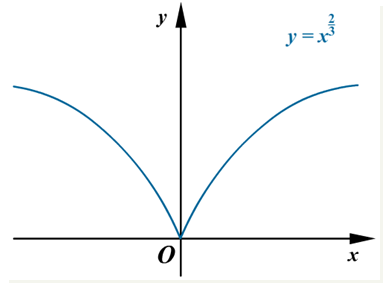 y
y = x^{2/3}
O
x